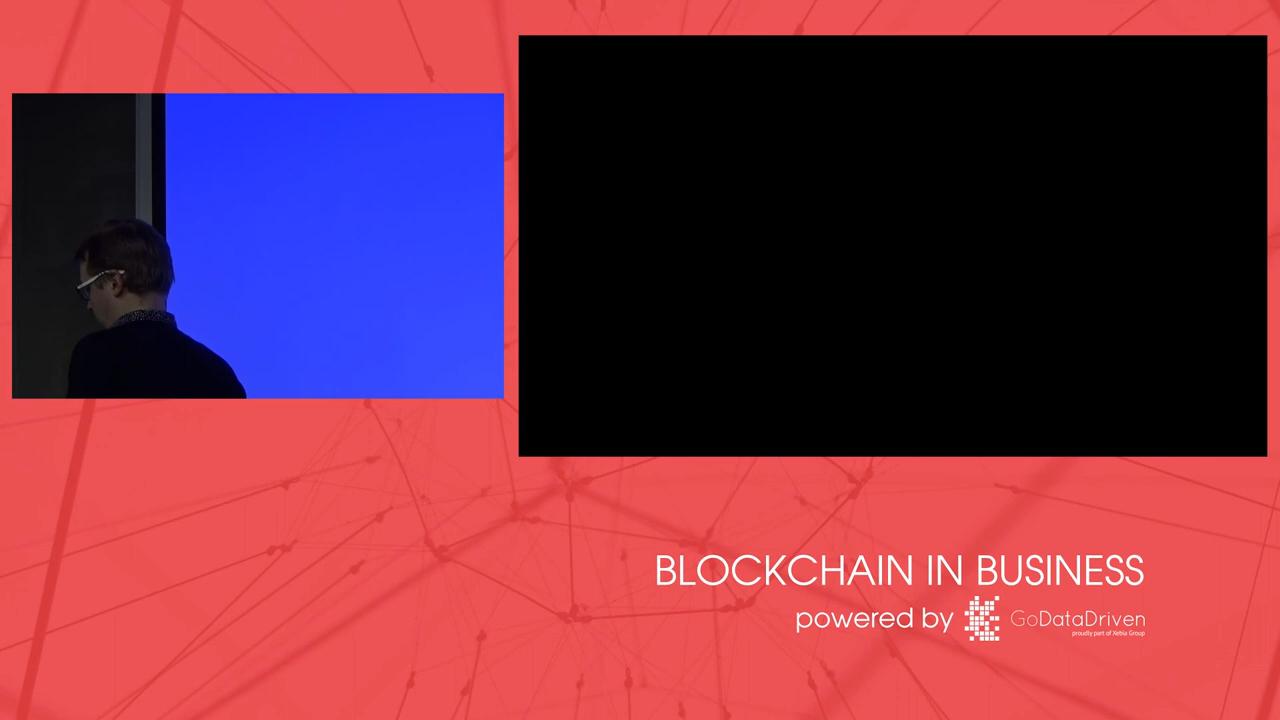 BLOCKCHAIN IN BUSINESS
powered by GoDataDriven
proudly part of Xebia Group